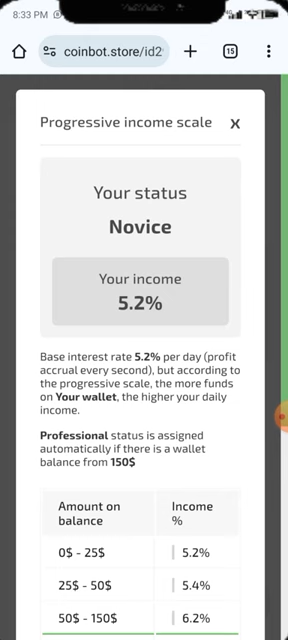 8:33 PM
coinbot.store/id2
15
Progressive income scale X
Your status
Novice
Your income
5.2%
Base interest rate 5.2% per day (profit
accrual every second), but according to
the progressive scale, the more funds
on Your wallet, the higher your daily
income.
Professional status is assigned
automatically if there is a wallet
balance from 150$
Amount on
balance
Income
%
0$ - 25$ 5.2%
25$ - 50$ 5.4%
50$ - 150$ 6.2%